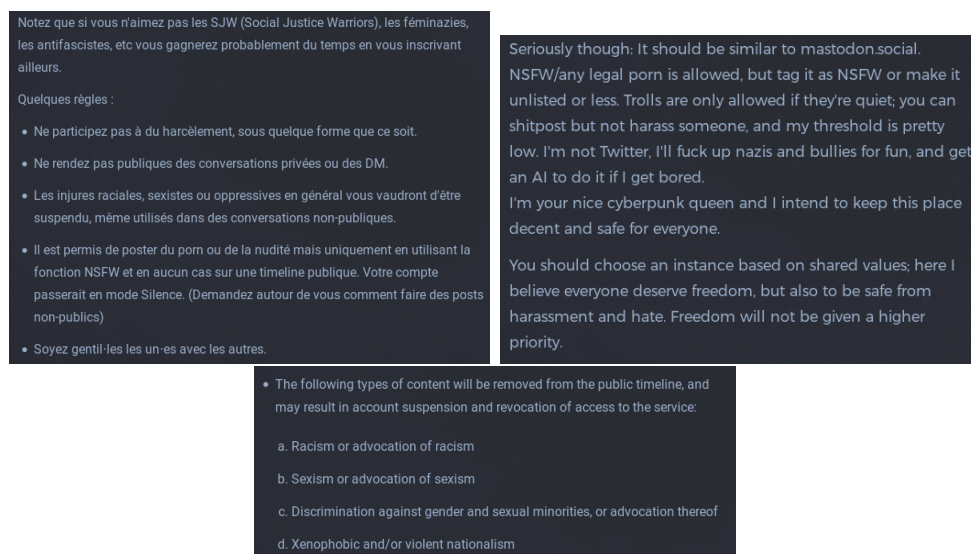 Notez que si vous n'aimez pas les SJW (Social Justice Warriors), les féminazies,
les antifascistes, etc vous gagnerez probablement du temps en vous inscrivant
ailleurs.
Quelques règles :
• Ne participez pas à du harcèlement, sous quelque forme que ce soit.
• Ne rendez pas publiques des conversations privées ou des DM.
• Les injures raciales, sexistes ou oppressives en général vous vaudront d'être
suspendu, même utilisés dans des conversations non-publiques.
• Il est permis de poster du porn ou de la nudité mais uniquement en utilisant la
fonction NSFW et en aucun cas sur une timeline publique. Votre compte
passerait en mode Silence. (Demandez autour de vous comment faire des posts
non-publics)
• Soyez gentil·les les un·es avec les autres.
Seriously though: It should be similar to mastodon.social.
NSFW/any legal porn is allowed, but tag it as NSFW or make it
unlisted or less. Trolls are only allowed if they're quiet; you can
shitpost but not harass someone, and my threshold is pretty
low. I'm not Twitter, I'll fuck up nazis and bullies for fun, and get
an AI to do it if I get bored.
I'm your nice cyberpunk queen and I intend to keep this place
decent and safe for everyone.
You should choose an instance based on shared values; here I
believe everyone deserve freedom, but also to be safe from
harassment and hate. Freedom will not be given a higher
priority.
• The following types of content will be removed from the public timeline, and
may result in account suspension and revocation of access to the service:
a. Racism or advocation of racism
b. Sexism or advocation of sexism
c. Discrimination against gender and sexual minorities, or advocation thereof
d. Xenophobic and/or violent nationalism